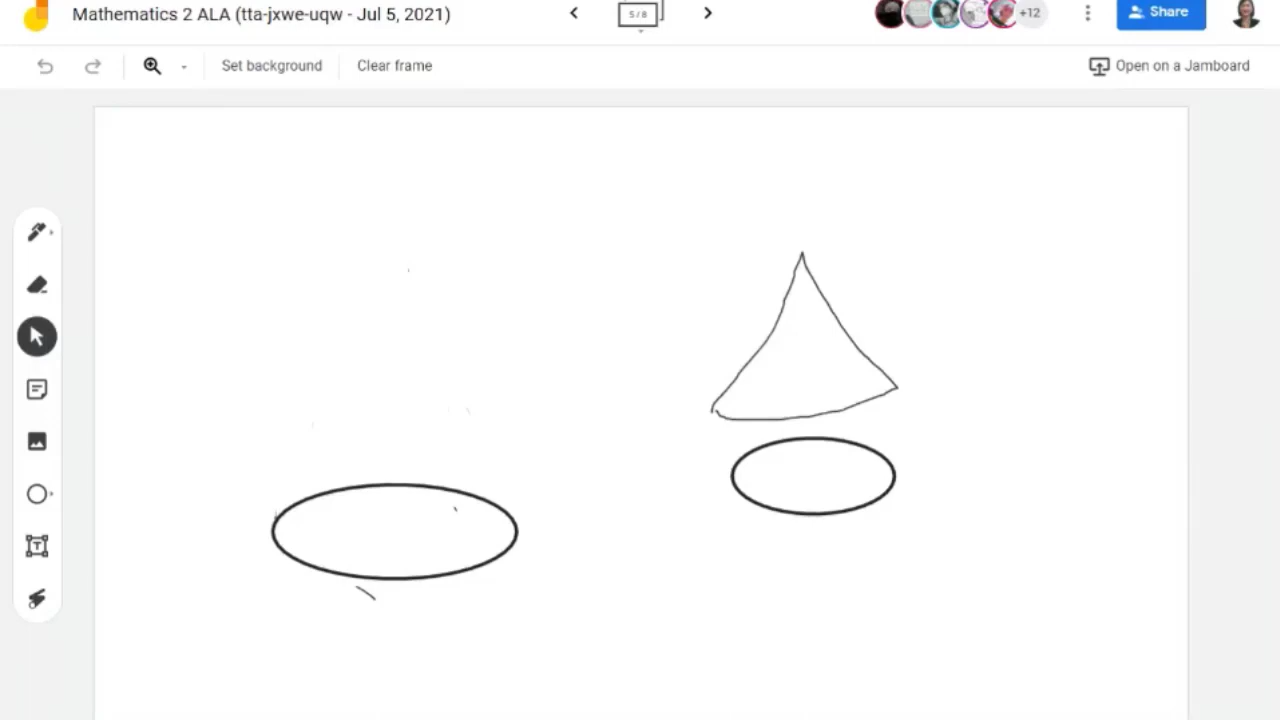 Mathematics 2 ALA (tta-jxwe-uqw - Jul 5, 2021)
5 / 8
+12
Share
Set background
Clear frame
Open on a Jamboard
T